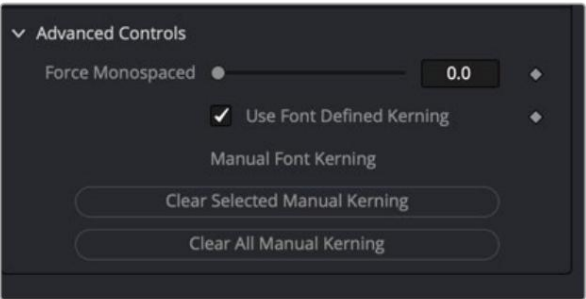 Advanced Controls
Force Monospaced 0.0
Use Font Defined Kerning
Manual Font Kerning
Clear Selected Manual Kerning
Clear All Manual Kerning